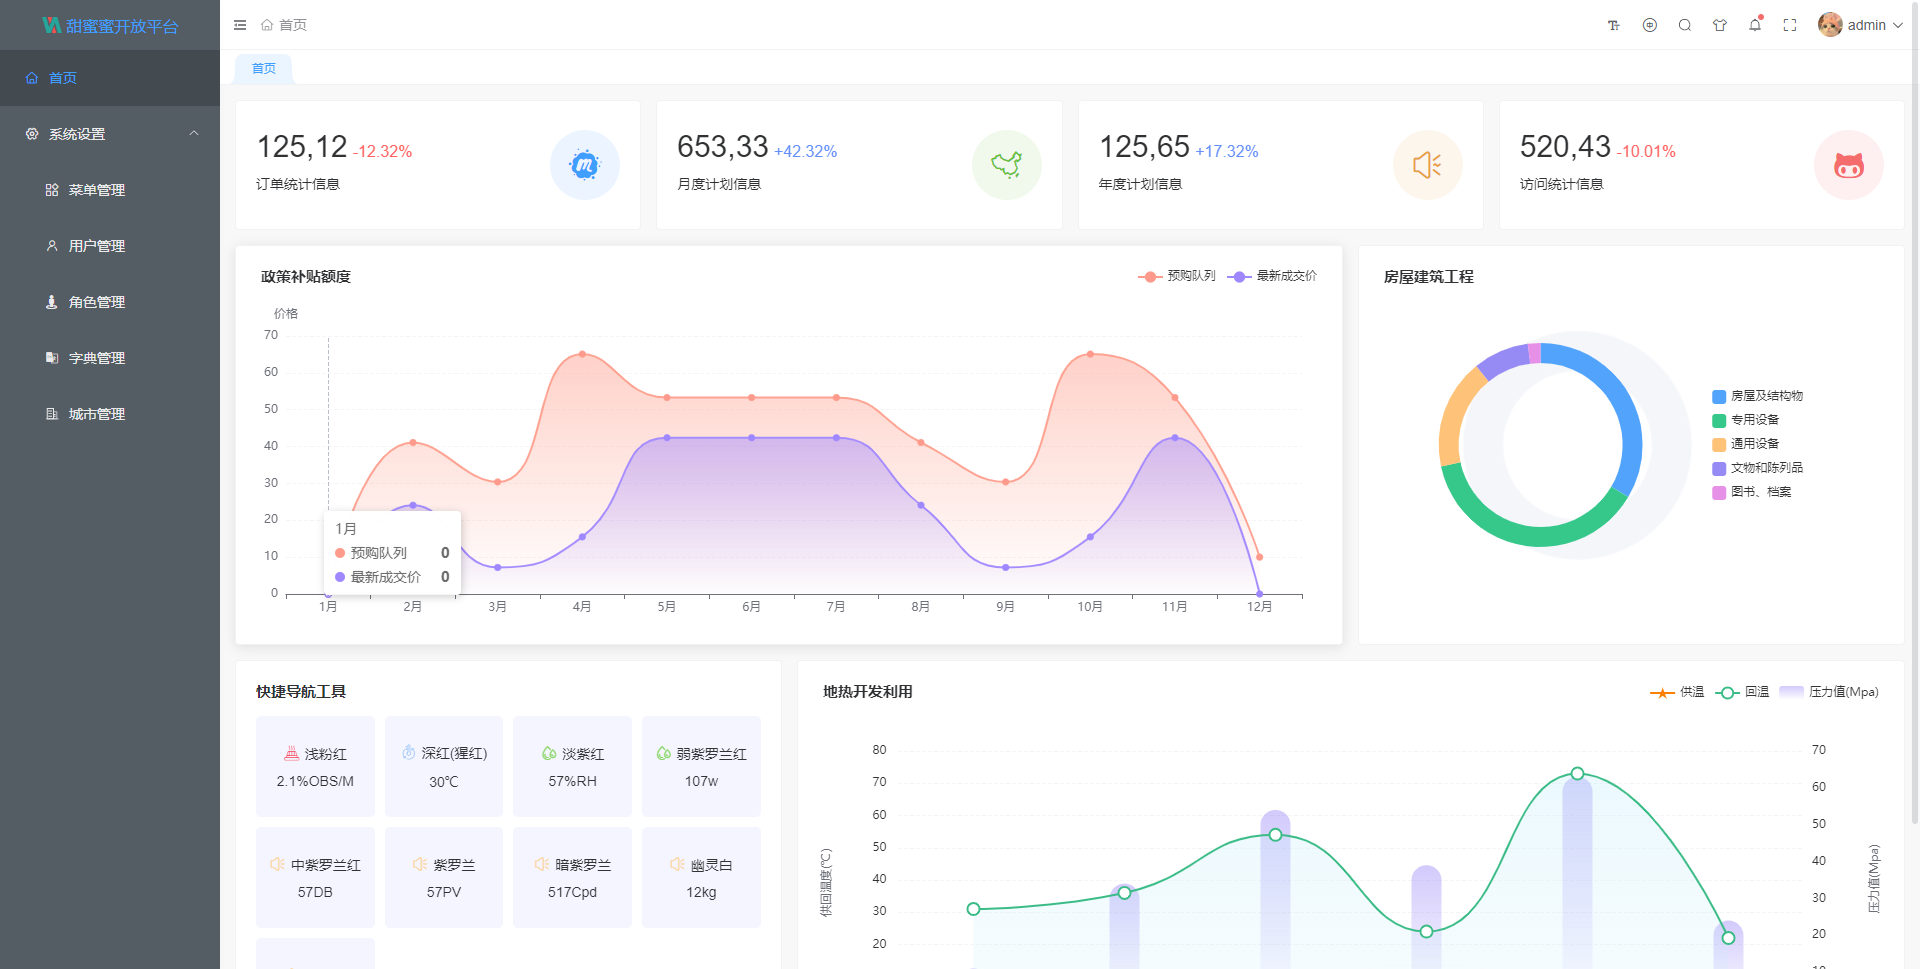 甜蜜蜜开放平台
首页
系统设置
菜单管理
用户管理
角色管理
字典管理
城市管理
首页
admin
首页
125,12 -12.32%
订单统计信息
653,33 +42.32%
月度计划信息
125,65 +17.32%
年度计划信息
520,43 -10.01%
访问统计信息
政策补贴额度
预购队列 最新成交价
价格
70
60
50
40
30
20
10
0
1月
预购队列 0
最新成交价 0
1月 2月 3月 4月 5月 6月 7月 8月 9月 10月 11月 12月
房屋建筑工程
房屋及结构物
专用设备
通用设备
文物和陈列品
图书、档案
快捷导航工具
浅粉红
2.1%OBS/M
深红(猩红)
30℃
淡紫红
57%RH
弱紫罗兰红
107w
中紫罗兰红
57DB
紫罗兰
57PV
暗紫罗兰
517Cpd
幽灵白
12kg
地热开发利用
供温 回温 压力值(Mpa)
供回温度(℃)
80
70
60
50
40
30
20
70
60
50
40
30
20
10
压力值(Mpa)